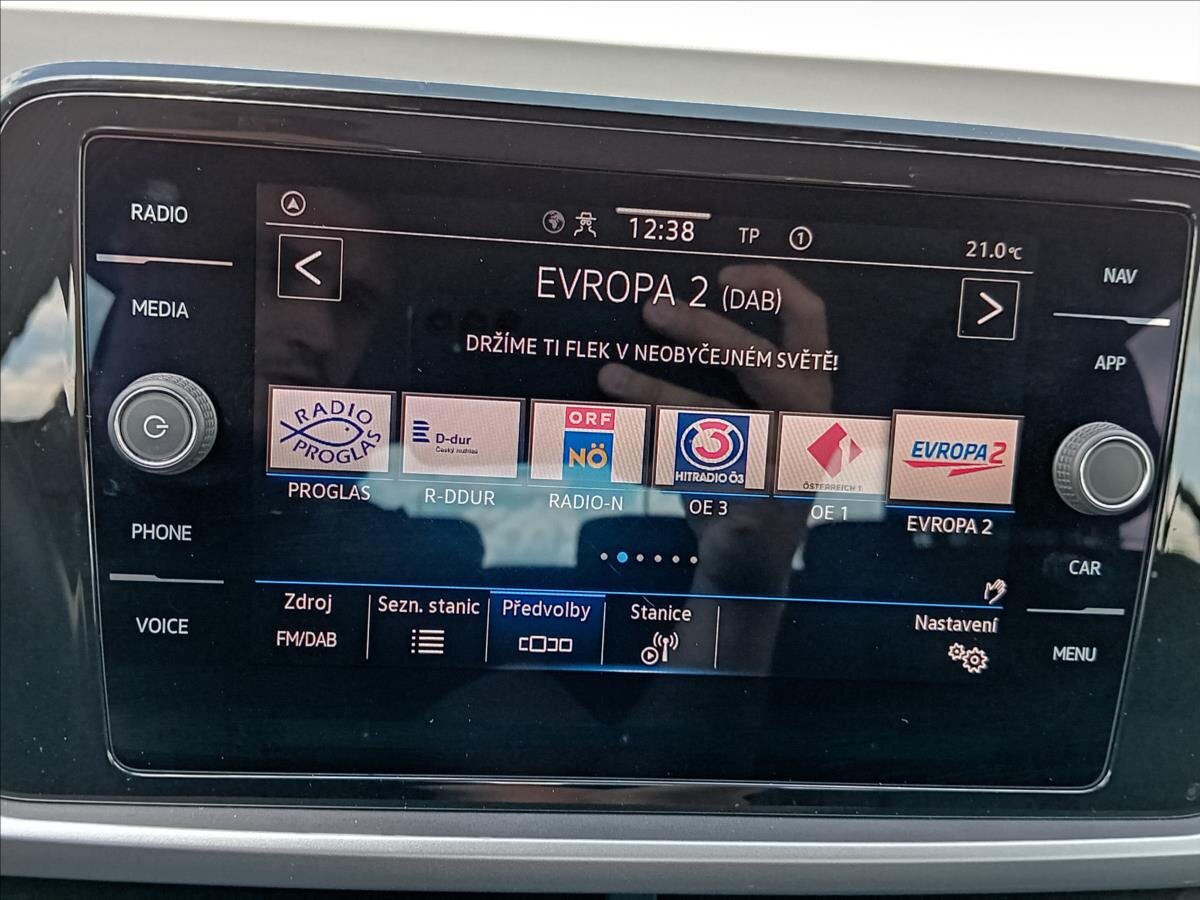 RADIO
MEDIA
PHONE
VOICE
12:38
TP
1
21.0°C
EVROPA 2 (DAB)
DRŽÍME TI FLEK V NEOBYČEJNÉM SVĚTĚ!
RADIO PROGLAS
D-dur
Český rozhlas
ORF
NÖ
3
HITRADIO Ö3
ÖSTERREICH 1
EVROPA 2
PROGLAS
R-DDUR
RADIO-N
OE 3
OE 1
EVROPA 2
Zdroj
FM/DAB
Sezn. stanic
Předvolby
Stanice
Nastavení
NAV
APP
CAR
MENU